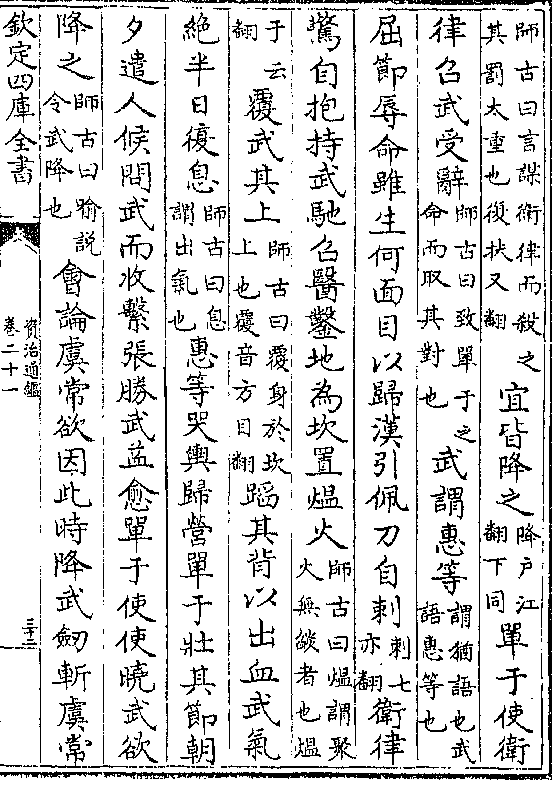 師古曰言謀衛律而殺之其罰太重也復扶又翻宜皆降之降户江翻下同單于使衛
律召武受辭師古曰致單于之命而取其對也武謂惠等謂猶語也武語惠等也
屈節辱命雖生何面目以歸漢引佩刀自刺刺七亦翻衛律
驚自抱持武馳召醫鑿地為坎置煴火師古曰煴謂聚火無燄者也煴
于云翻覆武其上師古曰覆身於坎上也覆音方目翻蹈其背以出血武氣
絶半日復息師古曰息謂出氣也惠等哭輿歸營單于壯其節朝
夕遣人候問武而收繫張勝武益愈單于使使曉武欲
降之師古曰喻説令武降也會論虞常欲因此時降武劒斬虞常
欽定四庫全書
資治通鑑
卷二十一
三十三